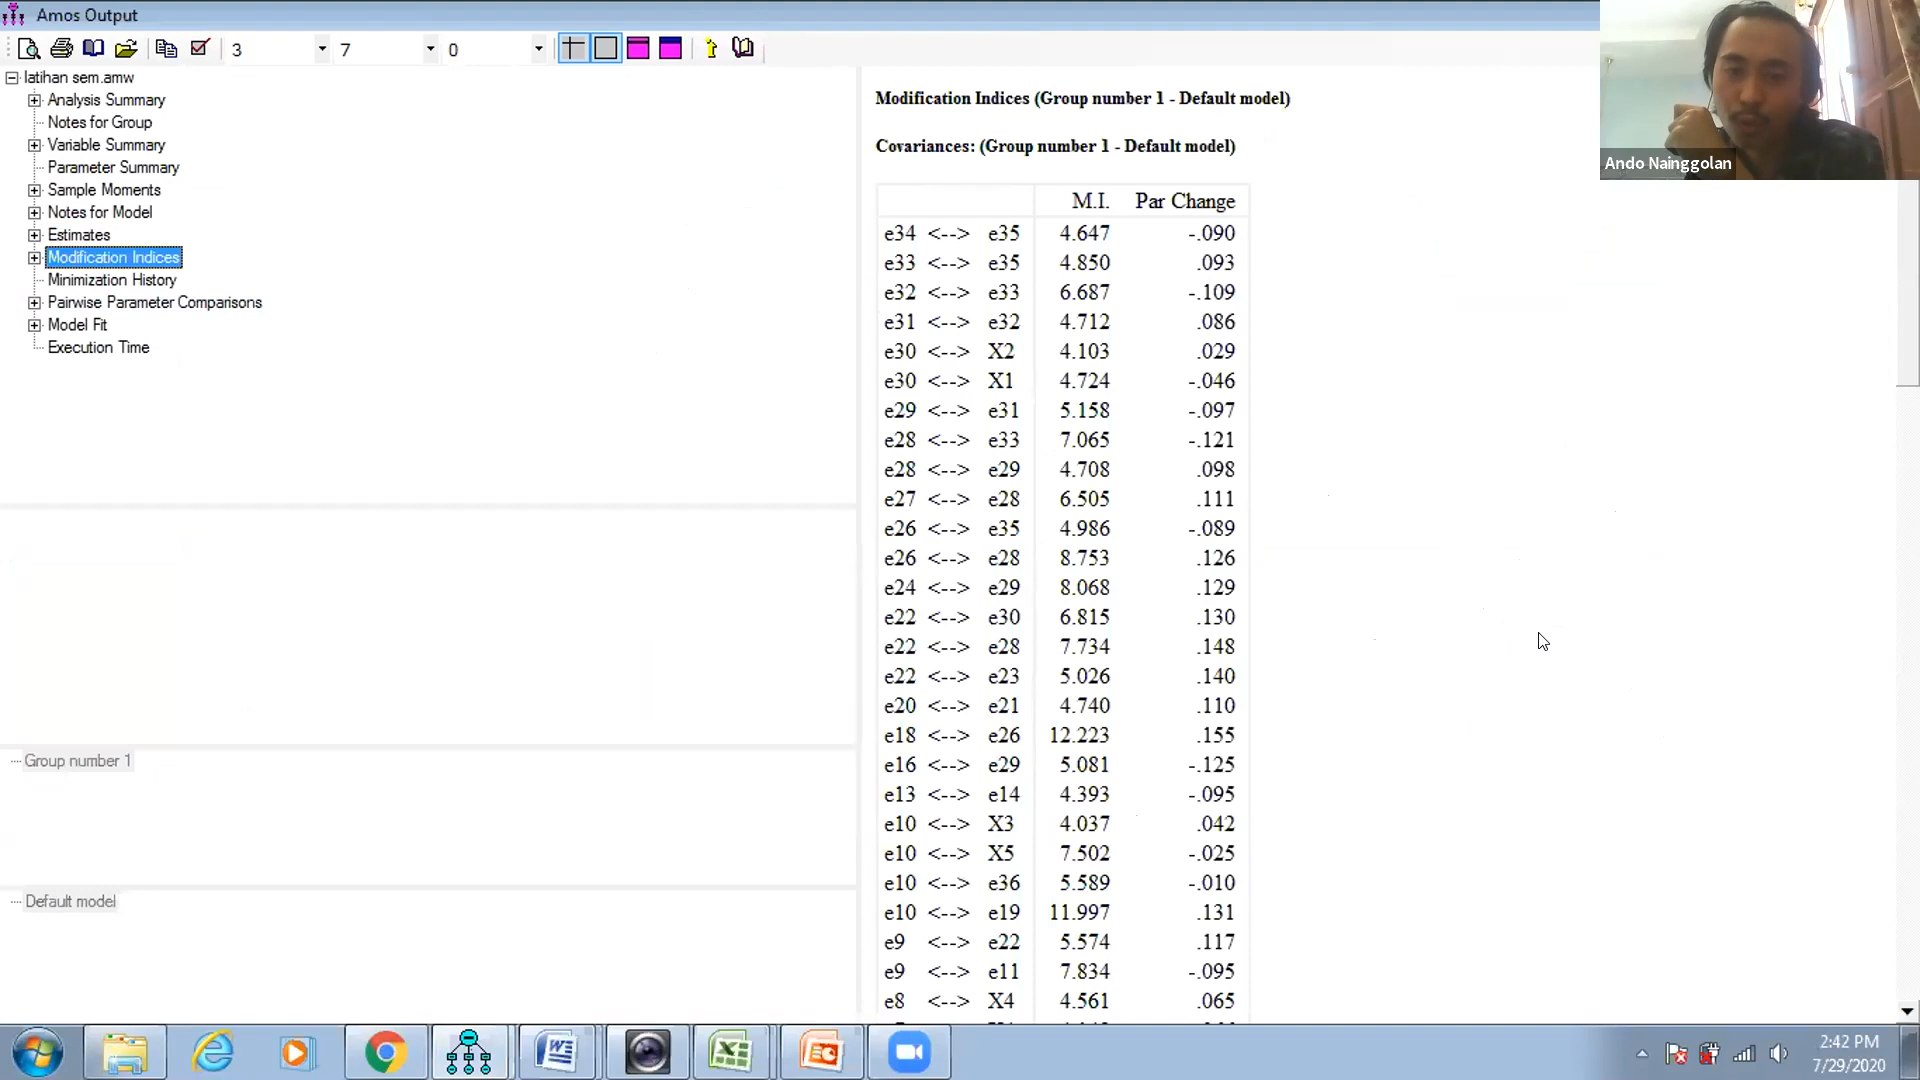 Amos Output
3 7 0
latihan sem.amw
Analysis Summary
Notes for Group
Variable Summary
Parameter Summary
Sample Moments
Notes for Model
Estimates
Modification Indices
Minimization History
Pairwise Parameter Comparisons
Model Fit
Execution Time
Group number 1
Default model
Modification Indices (Group number 1 - Default model)
Covariances: (Group number 1 - Default model)
M.I. Par Change
e34 <--> e35 4.647 -.090
e33 <--> e35 4.850 .093
e32 <--> e33 6.687 -.109
e31 <--> e32 4.712 .086
e30 <--> X2 4.103 .029
e30 <--> X1 4.724 -.046
e29 <--> e31 5.158 -.097
e28 <--> e33 7.065 -.121
e28 <--> e29 4.708 .098
e27 <--> e28 6.505 .111
e26 <--> e35 4.986 -.089
e26 <--> e28 8.753 .126
e24 <--> e29 8.068 .129
e22 <--> e30 6.815 .130
e22 <--> e28 7.734 .148
e22 <--> e23 5.026 .140
e20 <--> e21 4.740 .110
e18 <--> e26 12.223 .155
e16 <--> e29 5.081 -.125
e13 <--> e14 4.393 -.095
e10 <--> X3 4.037 .042
e10 <--> X5 7.502 -.025
e10 <--> e36 5.589 -.010
e10 <--> e19 11.997 .131
e9 <--> e22 5.574 .117
e9 <--> e11 7.834 -.095
e8 <--> X4 4.561 .065
Ando Nainggolan
2:42 PM
7/29/2020